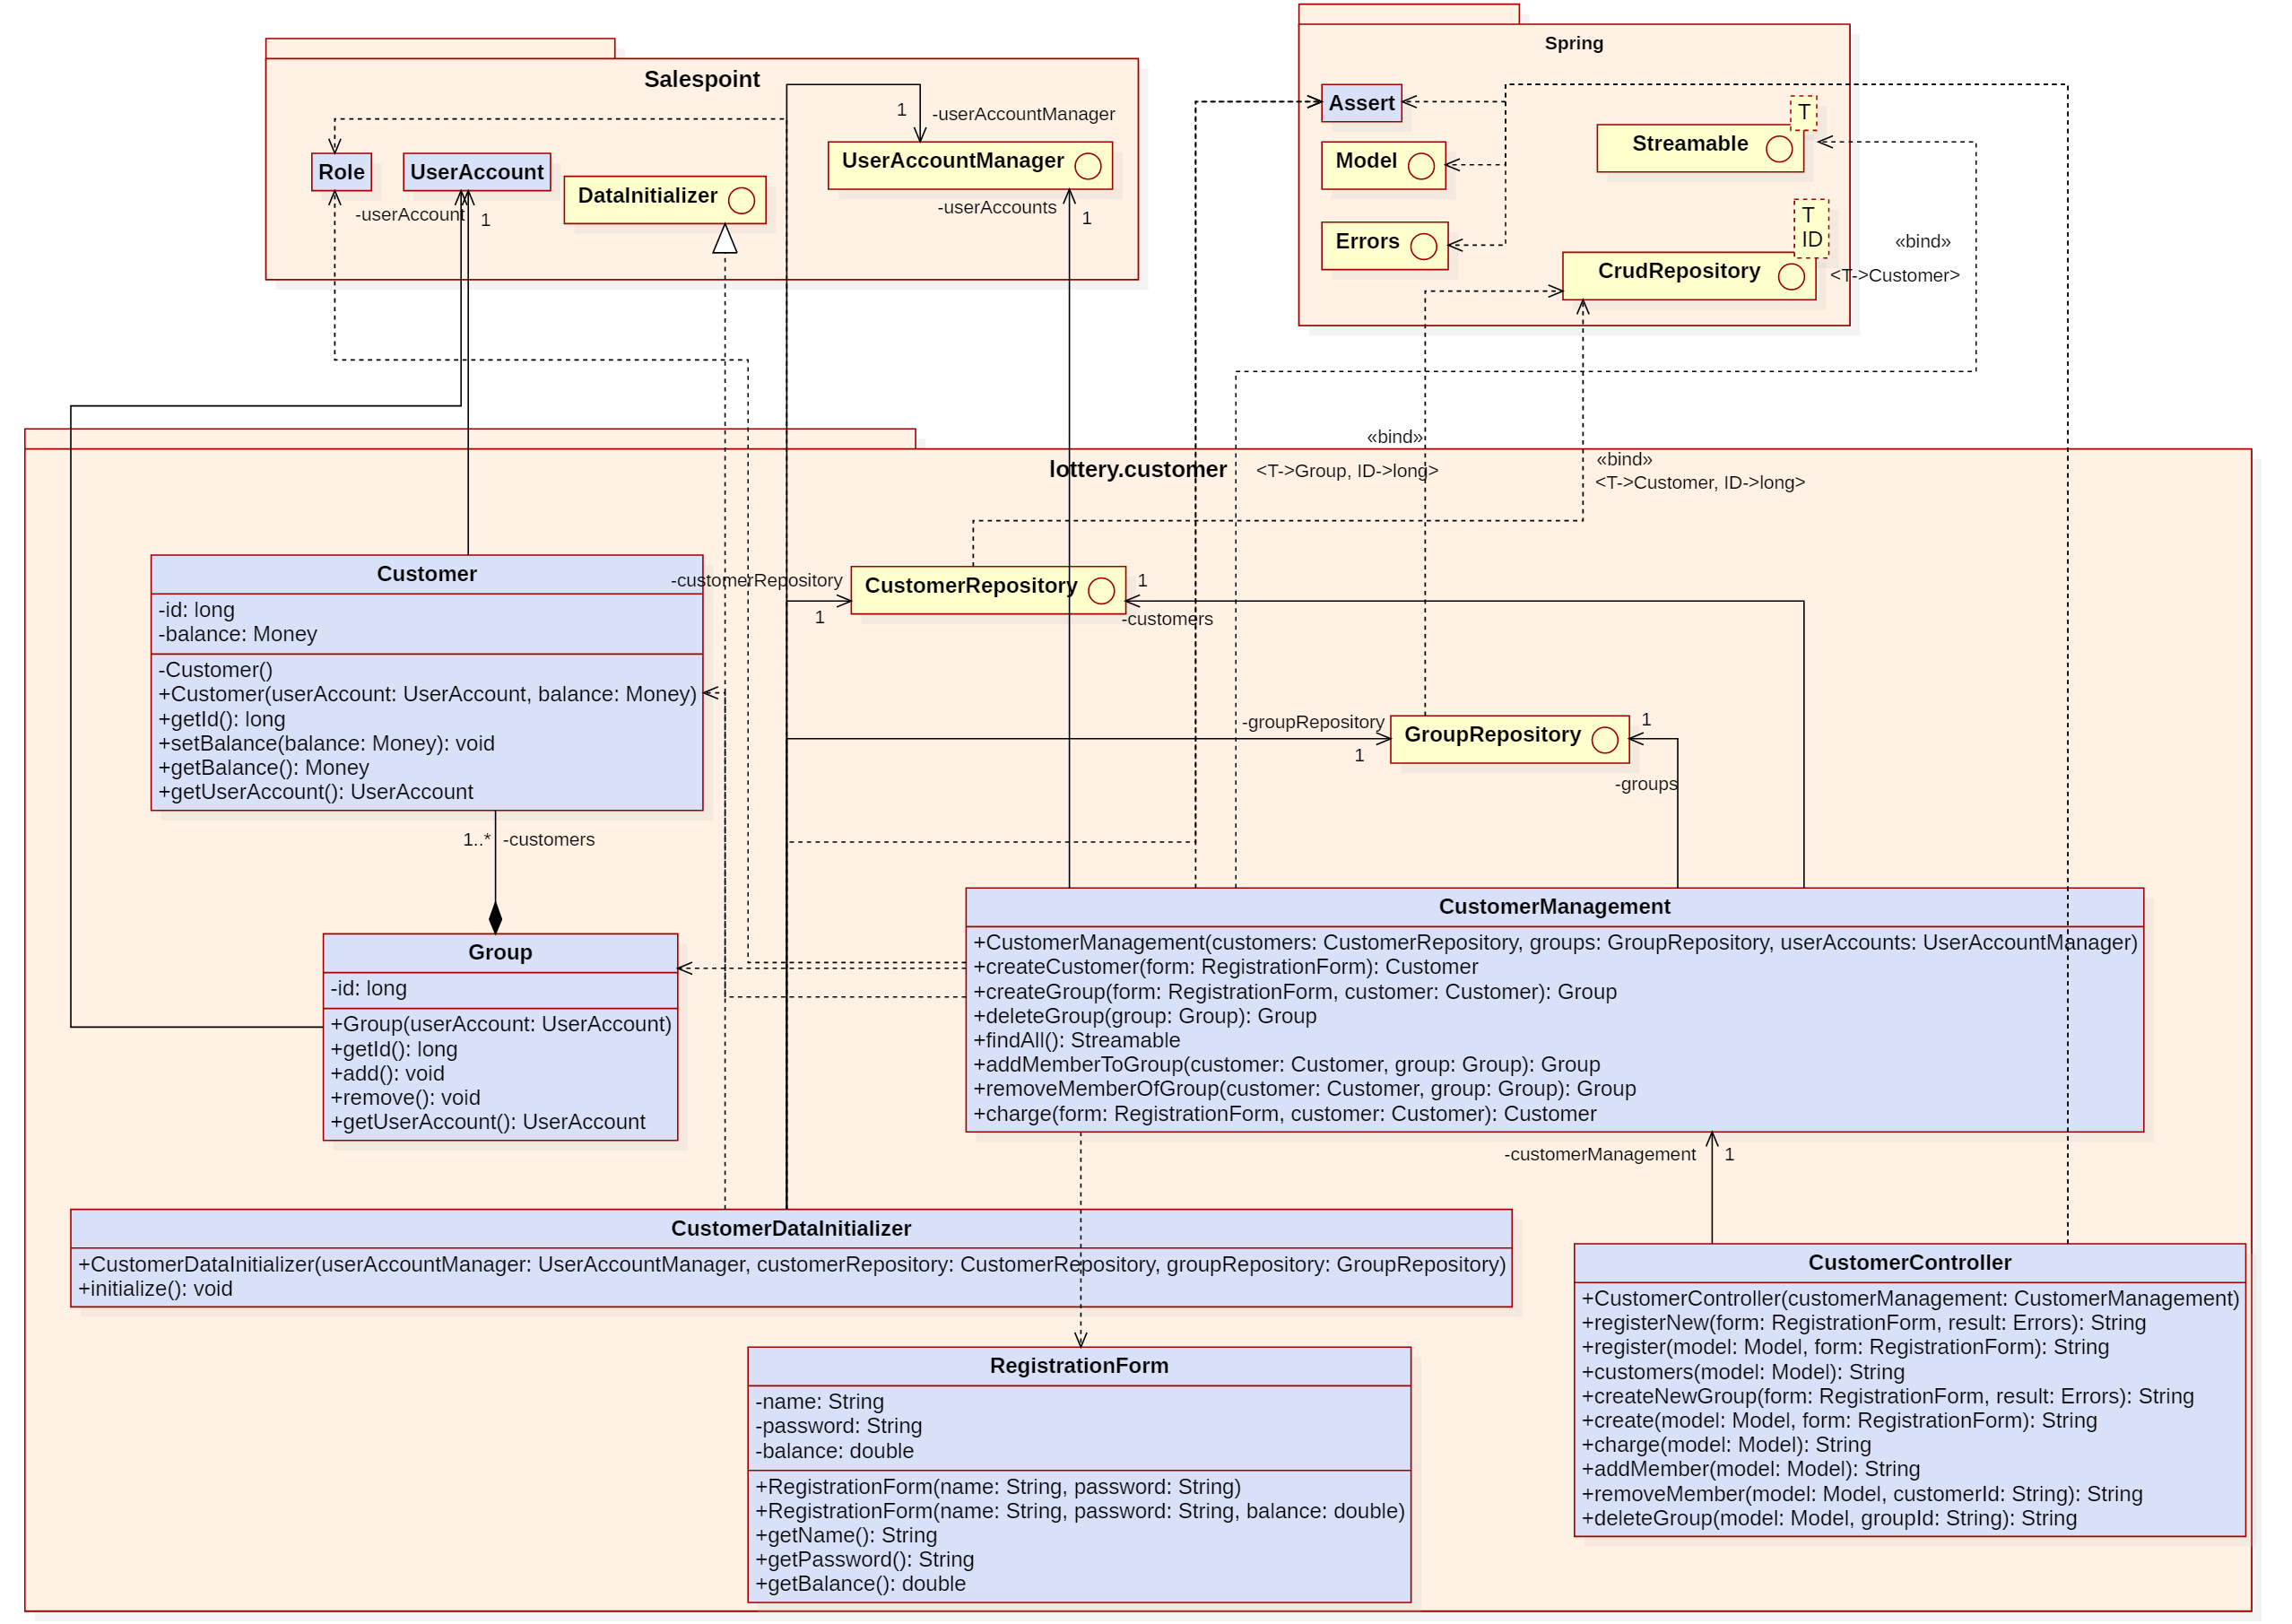 Spring
Salespoint
Assert
T
Streamable
1
-userAccountManager
Role
UserAccount
DataInitializer
UserAccountManager
Model
-userAccount
1
-userAccounts
1
T
ID
Errors
CrudRepository
«bind»
<T->Customer>
lottery.customer
«bind»
<T->Group, ID->long>
«bind»
<T->Customer, ID->long>
Customer
-id: long
-balance: Money
-Customer()
+Customer(userAccount: UserAccount, balance: Money)
+getId(): long
+setBalance(balance: Money): void
+getBalance(): Money
+getUserAccount(): UserAccount
-customerRepository
1
CustomerRepository
1
-customers
-groupRepository
1
GroupRepository
1
-groups
1..*
-customers
Group
-id: long
+Group(userAccount: UserAccount)
+getId(): long
+add(): void
+remove(): void
+getUserAccount(): UserAccount
CustomerManagement
+CustomerManagement(customers: CustomerRepository, groups: GroupRepository, userAccounts: UserAccountManager)
+createCustomer(form: RegistrationForm): Customer
+createGroup(form: RegistrationForm, customer: Customer): Group
+deleteGroup(group: Group): Group
+findAll(): Streamable
+addMemberToGroup(customer: Customer, group: Group): Group
+removeMemberOfGroup(customer: Customer, group: Group): Group
+charge(form: RegistrationForm, customer: Customer): Customer
-customerManagement
1
CustomerDataInitializer
+CustomerDataInitializer(userAccountManager: UserAccountManager, customerRepository: CustomerRepository, groupRepository: GroupRepository)
+initialize(): void
CustomerController
+CustomerController(customerManagement: CustomerManagement)
+registerNew(form: RegistrationForm, result: Errors): String
+register(model: Model, form: RegistrationForm): String
+customers(model: Model): String
+createNewGroup(form: RegistrationForm, result: Errors): String
+create(model: Model, form: RegistrationForm): String
+charge(model: Model): String
+addMember(model: Model): String
+removeMember(model: Model, customerId: String): String
+deleteGroup(model: Model, groupId: String): String
RegistrationForm
-name: String
-password: String
-balance: double
+RegistrationForm(name: String, password: String)
+RegistrationForm(name: String, password: String, balance: double)
+getName(): String
+getPassword(): String
+getBalance(): double